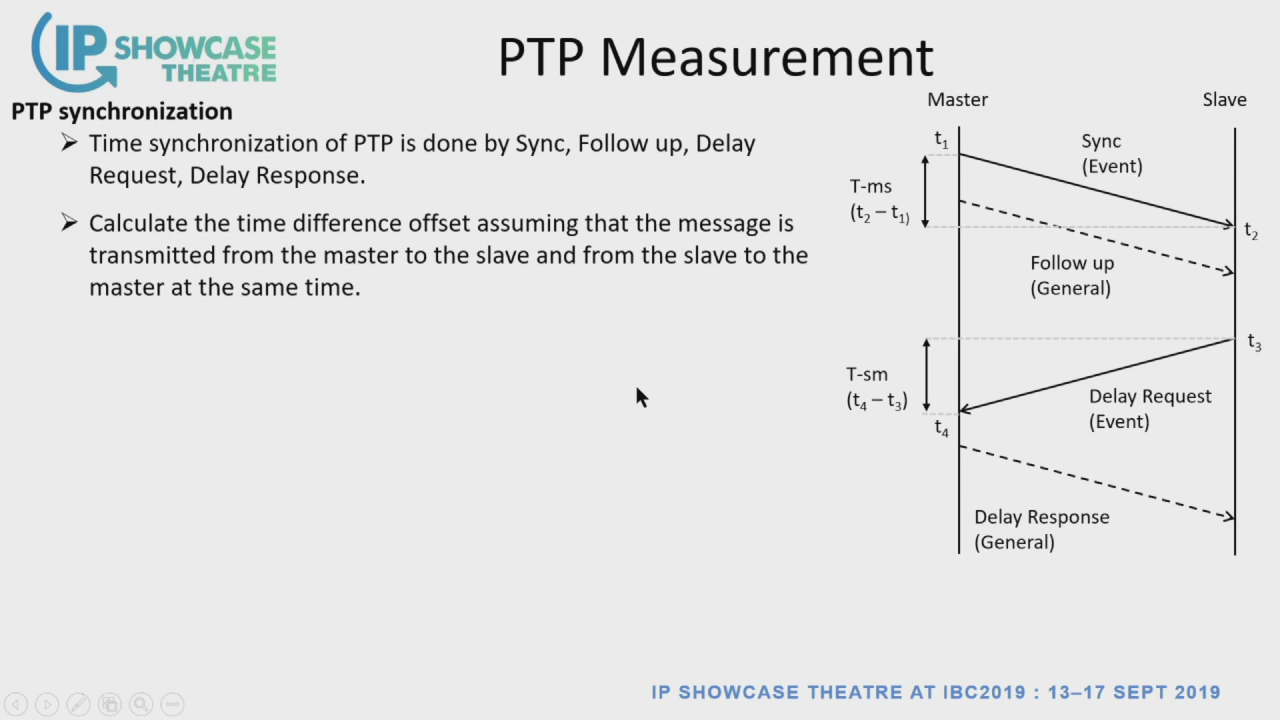 IP SHOWCASE
THEATRE
PTP Measurement
PTP synchronization
➢ Time synchronization of PTP is done by Sync, Follow up, Delay
Request, Delay Response.
➢ Calculate the time difference offset assuming that the message is
transmitted from the master to the slave and from the slave to the
master at the same time.
Master
Slave
t₁
Sync
(Event)
T-ms
(t₂ – t₁)
t₂
Follow up
(General)
t₃
T-sm
(t₄ – t₃)
Delay Request
(Event)
t₄
Delay Response
(General)
IP SHOWCASE THEATRE AT IBC2019 : 13–17 SEPT 2019